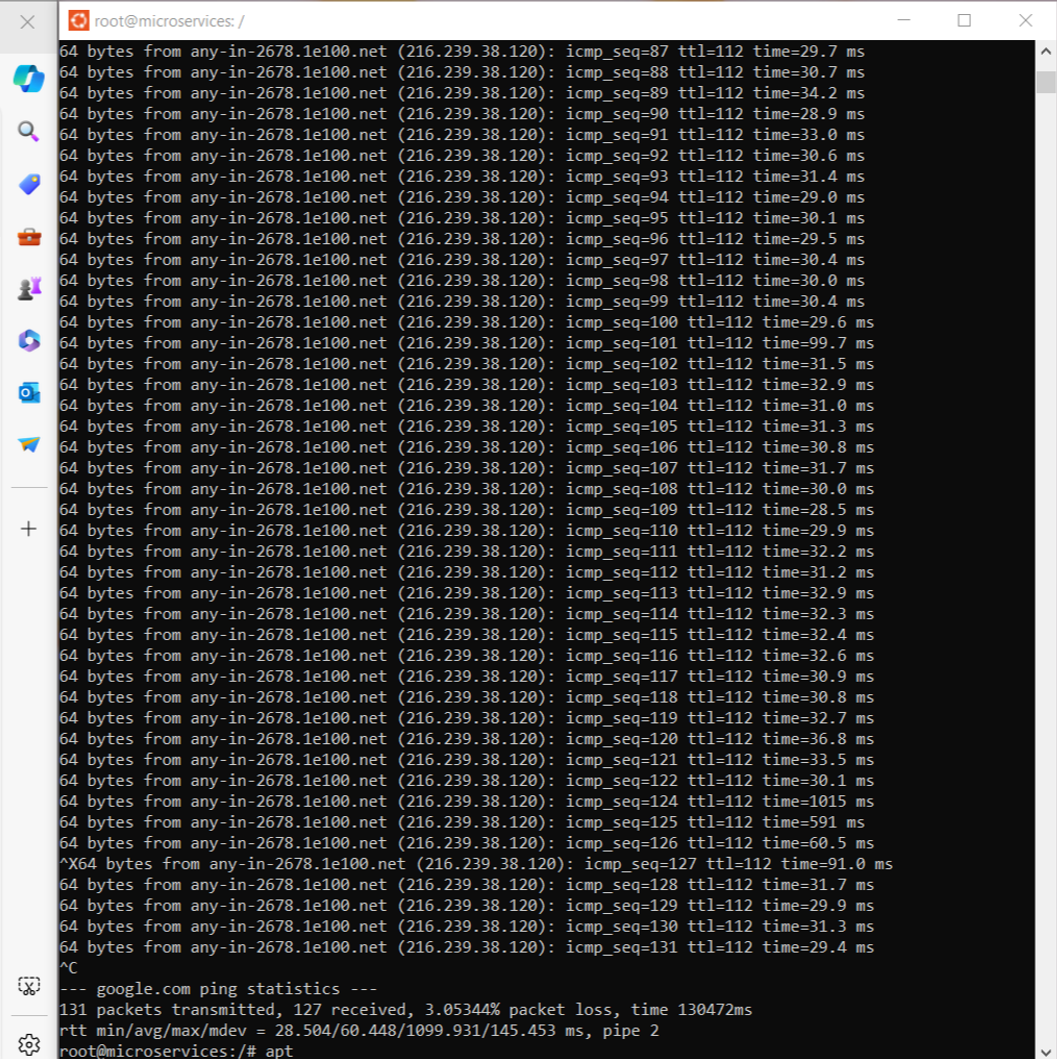 root@microservices: /
64 bytes from any-in-2678.1e100.net (216.239.38.120): icmp_seq=87 ttl=112 time=29.7 ms
64 bytes from any-in-2678.1e100.net (216.239.38.120): icmp_seq=88 ttl=112 time=30.7 ms
64 bytes from any-in-2678.1e100.net (216.239.38.120): icmp_seq=89 ttl=112 time=34.2 ms
64 bytes from any-in-2678.1e100.net (216.239.38.120): icmp_seq=90 ttl=112 time=28.9 ms
64 bytes from any-in-2678.1e100.net (216.239.38.120): icmp_seq=91 ttl=112 time=33.0 ms
64 bytes from any-in-2678.1e100.net (216.239.38.120): icmp_seq=92 ttl=112 time=30.6 ms
64 bytes from any-in-2678.1e100.net (216.239.38.120): icmp_seq=93 ttl=112 time=31.4 ms
64 bytes from any-in-2678.1e100.net (216.239.38.120): icmp_seq=94 ttl=112 time=29.0 ms
64 bytes from any-in-2678.1e100.net (216.239.38.120): icmp_seq=95 ttl=112 time=30.1 ms
64 bytes from any-in-2678.1e100.net (216.239.38.120): icmp_seq=96 ttl=112 time=29.5 ms
64 bytes from any-in-2678.1e100.net (216.239.38.120): icmp_seq=97 ttl=112 time=30.4 ms
64 bytes from any-in-2678.1e100.net (216.239.38.120): icmp_seq=98 ttl=112 time=30.0 ms
64 bytes from any-in-2678.1e100.net (216.239.38.120): icmp_seq=99 ttl=112 time=30.4 ms
64 bytes from any-in-2678.1e100.net (216.239.38.120): icmp_seq=100 ttl=112 time=29.6 ms
64 bytes from any-in-2678.1e100.net (216.239.38.120): icmp_seq=101 ttl=112 time=99.7 ms
64 bytes from any-in-2678.1e100.net (216.239.38.120): icmp_seq=102 ttl=112 time=31.5 ms
64 bytes from any-in-2678.1e100.net (216.239.38.120): icmp_seq=103 ttl=112 time=32.9 ms
64 bytes from any-in-2678.1e100.net (216.239.38.120): icmp_seq=104 ttl=112 time=31.0 ms
64 bytes from any-in-2678.1e100.net (216.239.38.120): icmp_seq=105 ttl=112 time=31.3 ms
64 bytes from any-in-2678.1e100.net (216.239.38.120): icmp_seq=106 ttl=112 time=30.8 ms
64 bytes from any-in-2678.1e100.net (216.239.38.120): icmp_seq=107 ttl=112 time=31.7 ms
64 bytes from any-in-2678.1e100.net (216.239.38.120): icmp_seq=108 ttl=112 time=30.0 ms
64 bytes from any-in-2678.1e100.net (216.239.38.120): icmp_seq=109 ttl=112 time=28.5 ms
64 bytes from any-in-2678.1e100.net (216.239.38.120): icmp_seq=110 ttl=112 time=29.9 ms
64 bytes from any-in-2678.1e100.net (216.239.38.120): icmp_seq=111 ttl=112 time=32.2 ms
64 bytes from any-in-2678.1e100.net (216.239.38.120): icmp_seq=112 ttl=112 time=31.2 ms
64 bytes from any-in-2678.1e100.net (216.239.38.120): icmp_seq=113 ttl=112 time=32.9 ms
64 bytes from any-in-2678.1e100.net (216.239.38.120): icmp_seq=114 ttl=112 time=32.3 ms
64 bytes from any-in-2678.1e100.net (216.239.38.120): icmp_seq=115 ttl=112 time=32.4 ms
64 bytes from any-in-2678.1e100.net (216.239.38.120): icmp_seq=116 ttl=112 time=32.6 ms
64 bytes from any-in-2678.1e100.net (216.239.38.120): icmp_seq=117 ttl=112 time=30.9 ms
64 bytes from any-in-2678.1e100.net (216.239.38.120): icmp_seq=118 ttl=112 time=30.8 ms
64 bytes from any-in-2678.1e100.net (216.239.38.120): icmp_seq=119 ttl=112 time=32.7 ms
64 bytes from any-in-2678.1e100.net (216.239.38.120): icmp_seq=120 ttl=112 time=36.8 ms
64 bytes from any-in-2678.1e100.net (216.239.38.120): icmp_seq=121 ttl=112 time=33.5 ms
64 bytes from any-in-2678.1e100.net (216.239.38.120): icmp_seq=122 ttl=112 time=30.1 ms
64 bytes from any-in-2678.1e100.net (216.239.38.120): icmp_seq=124 ttl=112 time=1015 ms
64 bytes from any-in-2678.1e100.net (216.239.38.120): icmp_seq=125 ttl=112 time=591 ms
64 bytes from any-in-2678.1e100.net (216.239.38.120): icmp_seq=126 ttl=112 time=60.5 ms
^X64 bytes from any-in-2678.1e100.net (216.239.38.120): icmp_seq=127 ttl=112 time=91.0 ms
64 bytes from any-in-2678.1e100.net (216.239.38.120): icmp_seq=128 ttl=112 time=31.7 ms
64 bytes from any-in-2678.1e100.net (216.239.38.120): icmp_seq=129 ttl=112 time=29.9 ms
64 bytes from any-in-2678.1e100.net (216.239.38.120): icmp_seq=130 ttl=112 time=31.3 ms
64 bytes from any-in-2678.1e100.net (216.239.38.120): icmp_seq=131 ttl=112 time=29.4 ms
^C
--- google.com ping statistics ---
131 packets transmitted, 127 received, 3.05344% packet loss, time 130472ms
rtt min/avg/max/mdev = 28.504/60.448/1099.931/145.453 ms, pipe 2
root@microservices:/# apt